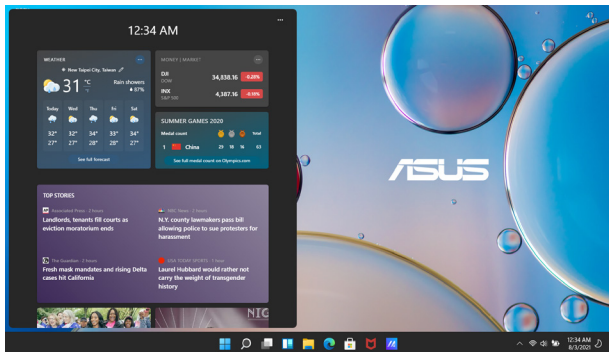 12:34 AM
WEATHER
New Taipei City, Taiwan
31 °C
°F
Rain showers
87%
Today Wed Thu Fri Sat
32° 32° 34° 33° 34°
27° 27° 28° 27° 27°
See full forecast
MONEY | MARKET
DJI
DOW
34,838.16
-0.28%
INX
S&P 500
4,387.16
-0.18%
SUMMER GAMES 2020
Medal count
Total
1 China 29 18 16 63
See full medal count on Olympics.com
TOP STORIES
Associated Press · 2 hours
Landlords, tenants fill courts as
eviction moratorium ends
NBC News · 2 hours
N.Y. county lawmakers pass bill
allowing police to sue protesters for
harassment
The Guardian · 2 hours
Fresh mask mandates and rising Delta
cases hit California
USA TODAY SPORTS · 1 hour
Laurel Hubbard would rather not
carry the weight of transgender
history
NIG
ASUS
12:34 AM
8/3/2021